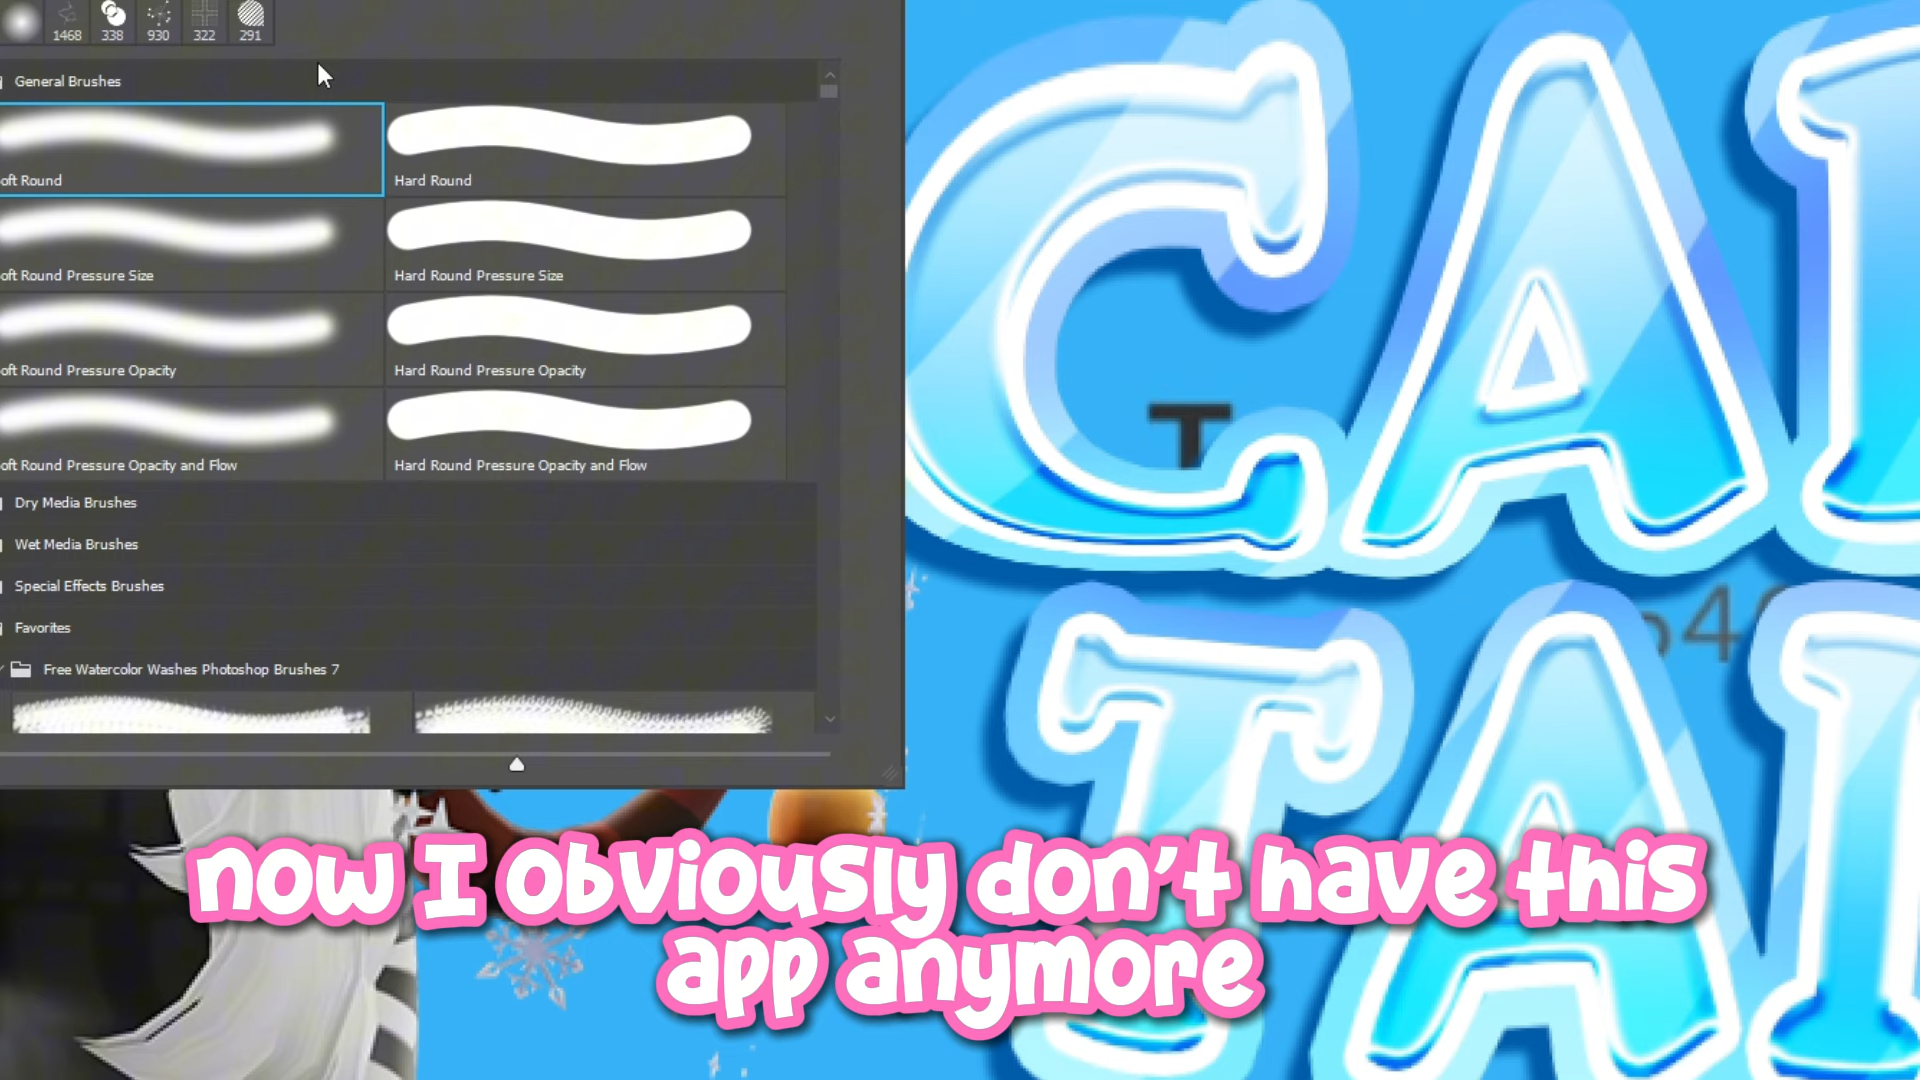 1468 338 930 322 291
General Brushes
oft Round
Hard Round
oft Round Pressure Size
Hard Round Pressure Size
oft Round Pressure Opacity
Hard Round Pressure Opacity
oft Round Pressure Opacity and Flow
Hard Round Pressure Opacity and Flow
Dry Media Brushes
Wet Media Brushes
Special Effects Brushes
Favorites
Free Watercolor Washes Photoshop Brushes 7
CA
T
TA
now I obviously don't have this
app anymore